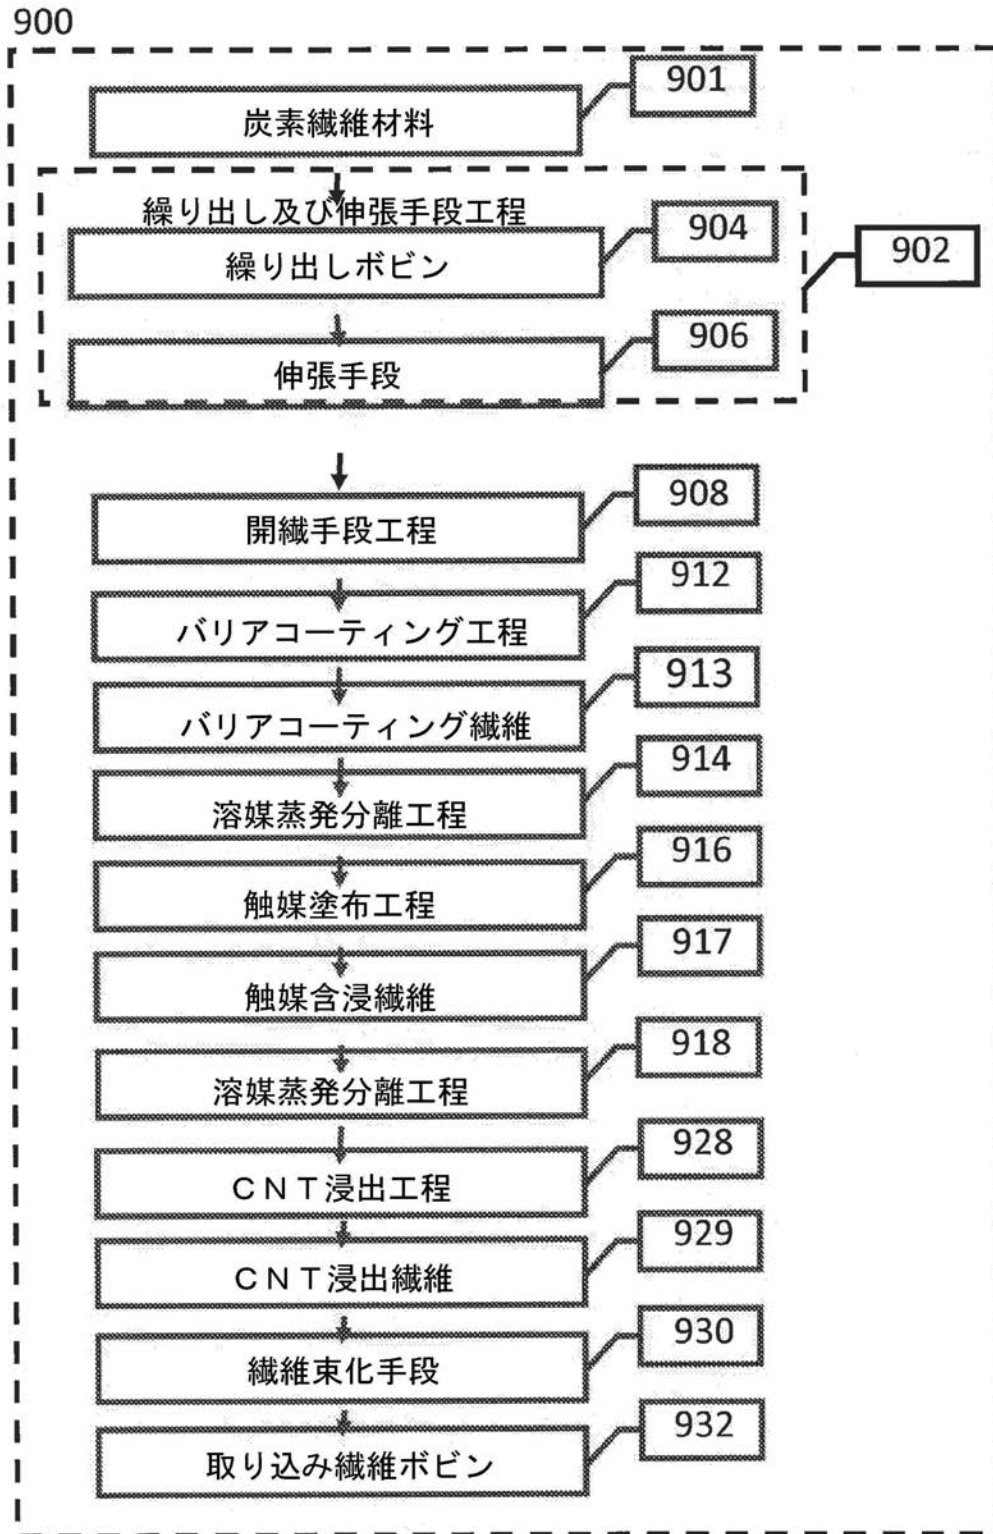 900
901
炭素繊維材料
繰り出し及び伸張手段工程
904
繰り出しボビン
902
906
伸張手段
908
開繊手段工程
912
バリアコーティング工程
913
バリアコーティング繊維
914
溶媒蒸発分離工程
916
触媒塗布工程
917
触媒含浸繊維
918
溶媒蒸発分離工程
928
ＣＮＴ浸出工程
929
ＣＮＴ浸出繊維
930
繊維束化手段
932
取り込み繊維ボビン